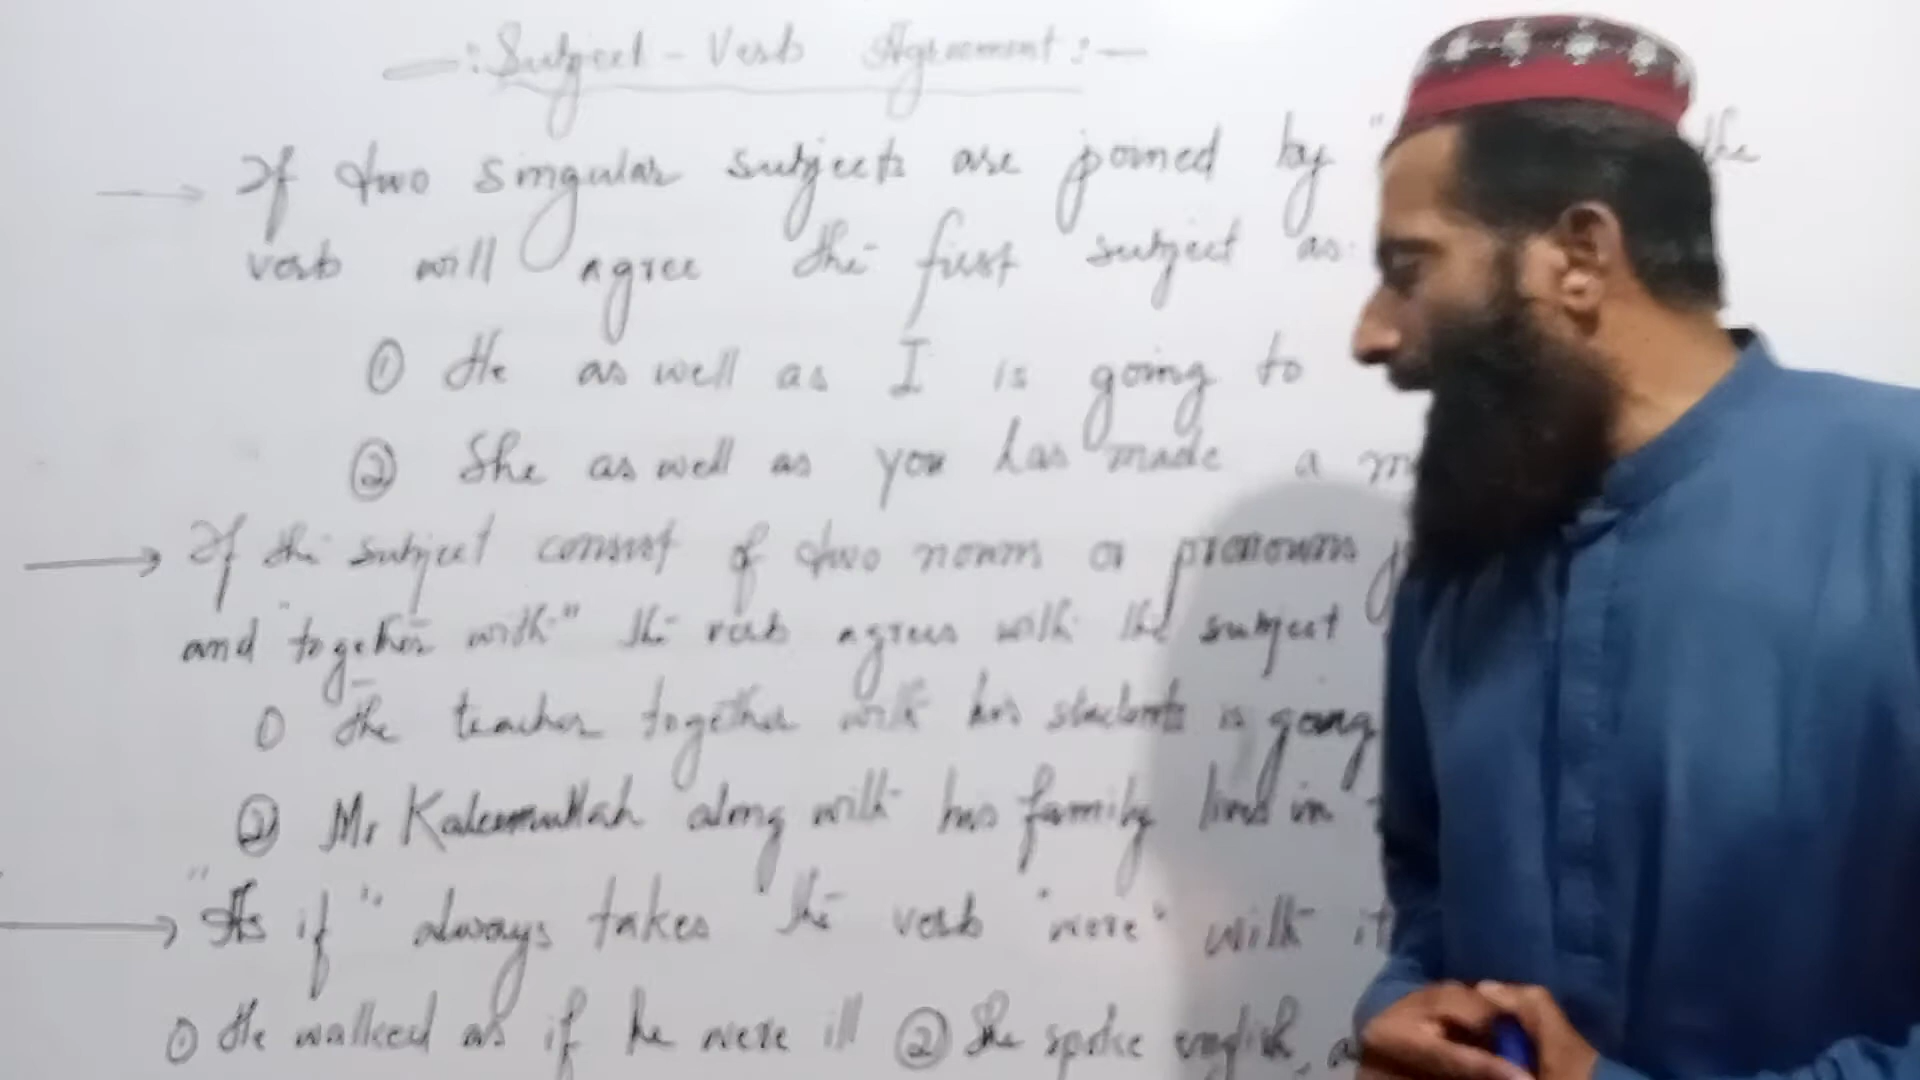 -: Subject - Verb Agreement :-
→ If two singular subjects are joined by " the
verb will agree the first subject as
① He as well as I is going to
② She as well as you has made a
→ If the subject consist of two nouns or pronouns
and "together with" the verb agrees with the subject
① The teacher together with his students is going
② Mr Kaleemullah along with his family lives in
→ "As if" always takes the verb "were" with it
① He walked as if he were ill ② She spoke english,